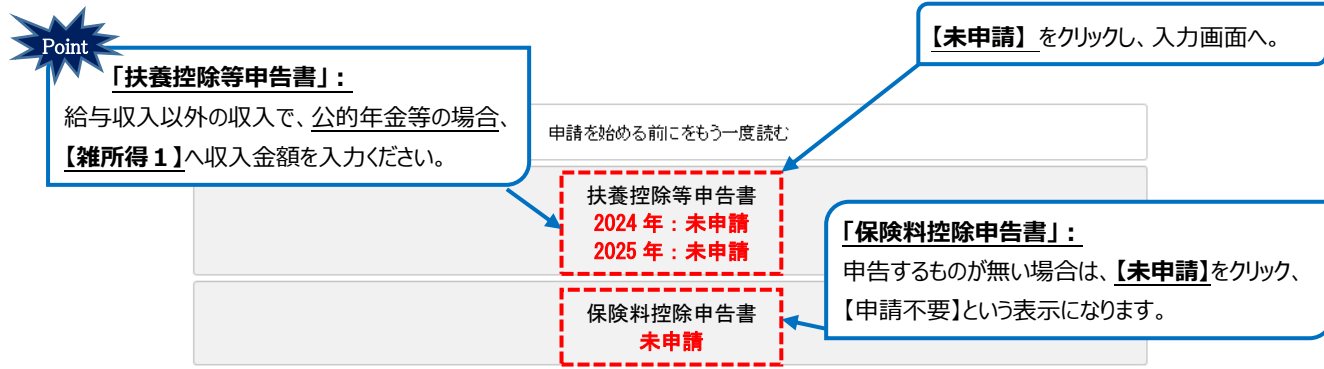 Point
「扶養控除等申告書」:
給与収入以外の収入で、公的年金等の場合、
【雑所得１】へ収入金額を入力ください。
【未申請】をクリックし、入力画面へ。
申請を始める前にをもう一度読む
扶養控除等申告書
2024 年：未申請
2025 年：未申請
「保険料控除申告書」:
申告するものが無い場合は、【未申請】をクリック、
【申請不要】という表示になります。
保険料控除申告書
未申請